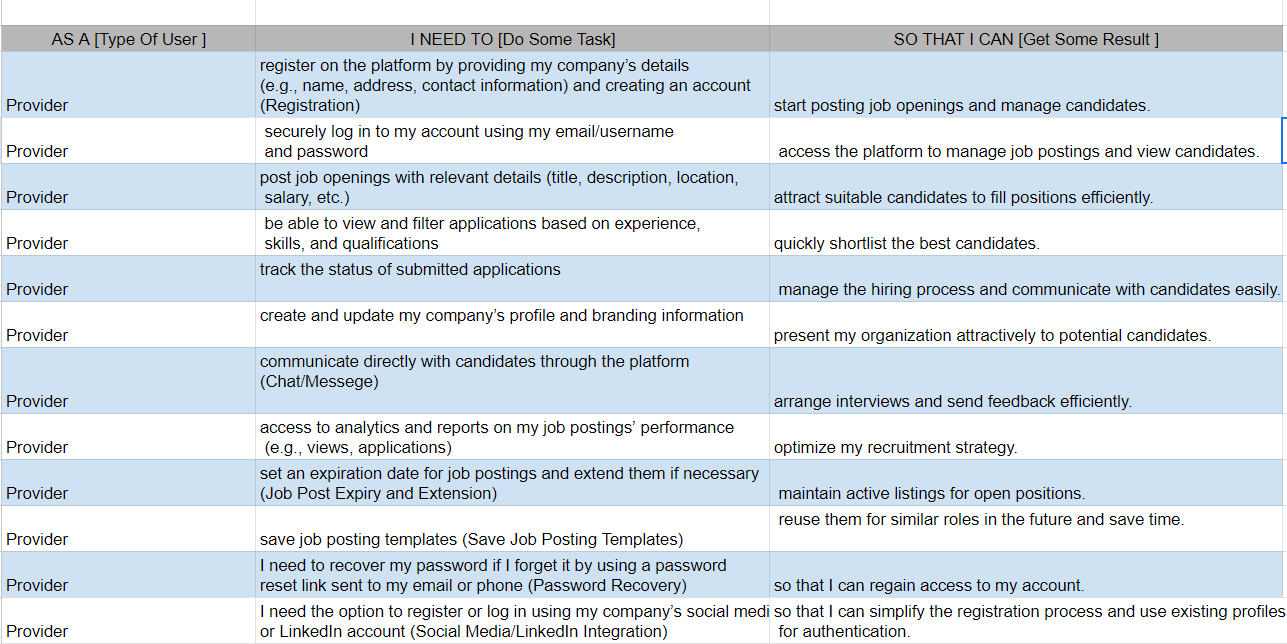 AS A [Type Of User ] I NEED TO [Do Some Task] SO THAT I CAN [Get Some Result ]
register on the platform by providing my company’s details
(e.g., name, address, contact information) and creating an account
Provider (Registration) start posting job openings and manage candidates.
securely log in to my account using my email/username
Provider and password access the platform to manage job postings and view candidates.
post job openings with relevant details (title, description, location,
Provider salary, etc.) attract suitable candidates to fill positions efficiently.
be able to view and filter applications based on experience,
Provider skills, and qualifications quickly shortlist the best candidates.
track the status of submitted applications
Provider manage the hiring process and communicate with candidates easily.
create and update my company’s profile and branding information
Provider present my organization attractively to potential candidates.
communicate directly with candidates through the platform
(Chat/Messege)
Provider arrange interviews and send feedback efficiently.
access to analytics and reports on my job postings’ performance
Provider (e.g., views, applications) optimize my recruitment strategy.
set an expiration date for job postings and extend them if necessary
Provider (Job Post Expiry and Extension) maintain active listings for open positions.
reuse them for similar roles in the future and save time.
Provider save job posting templates (Save Job Posting Templates)
I need to recover my password if I forget it by using a password
Provider reset link sent to my email or phone (Password Recovery) so that I can regain access to my account.
I need the option to register or log in using my company’s social medi so that I can simplify the registration process and use existing profiles
Provider or LinkedIn account (Social Media/LinkedIn Integration) for authentication.